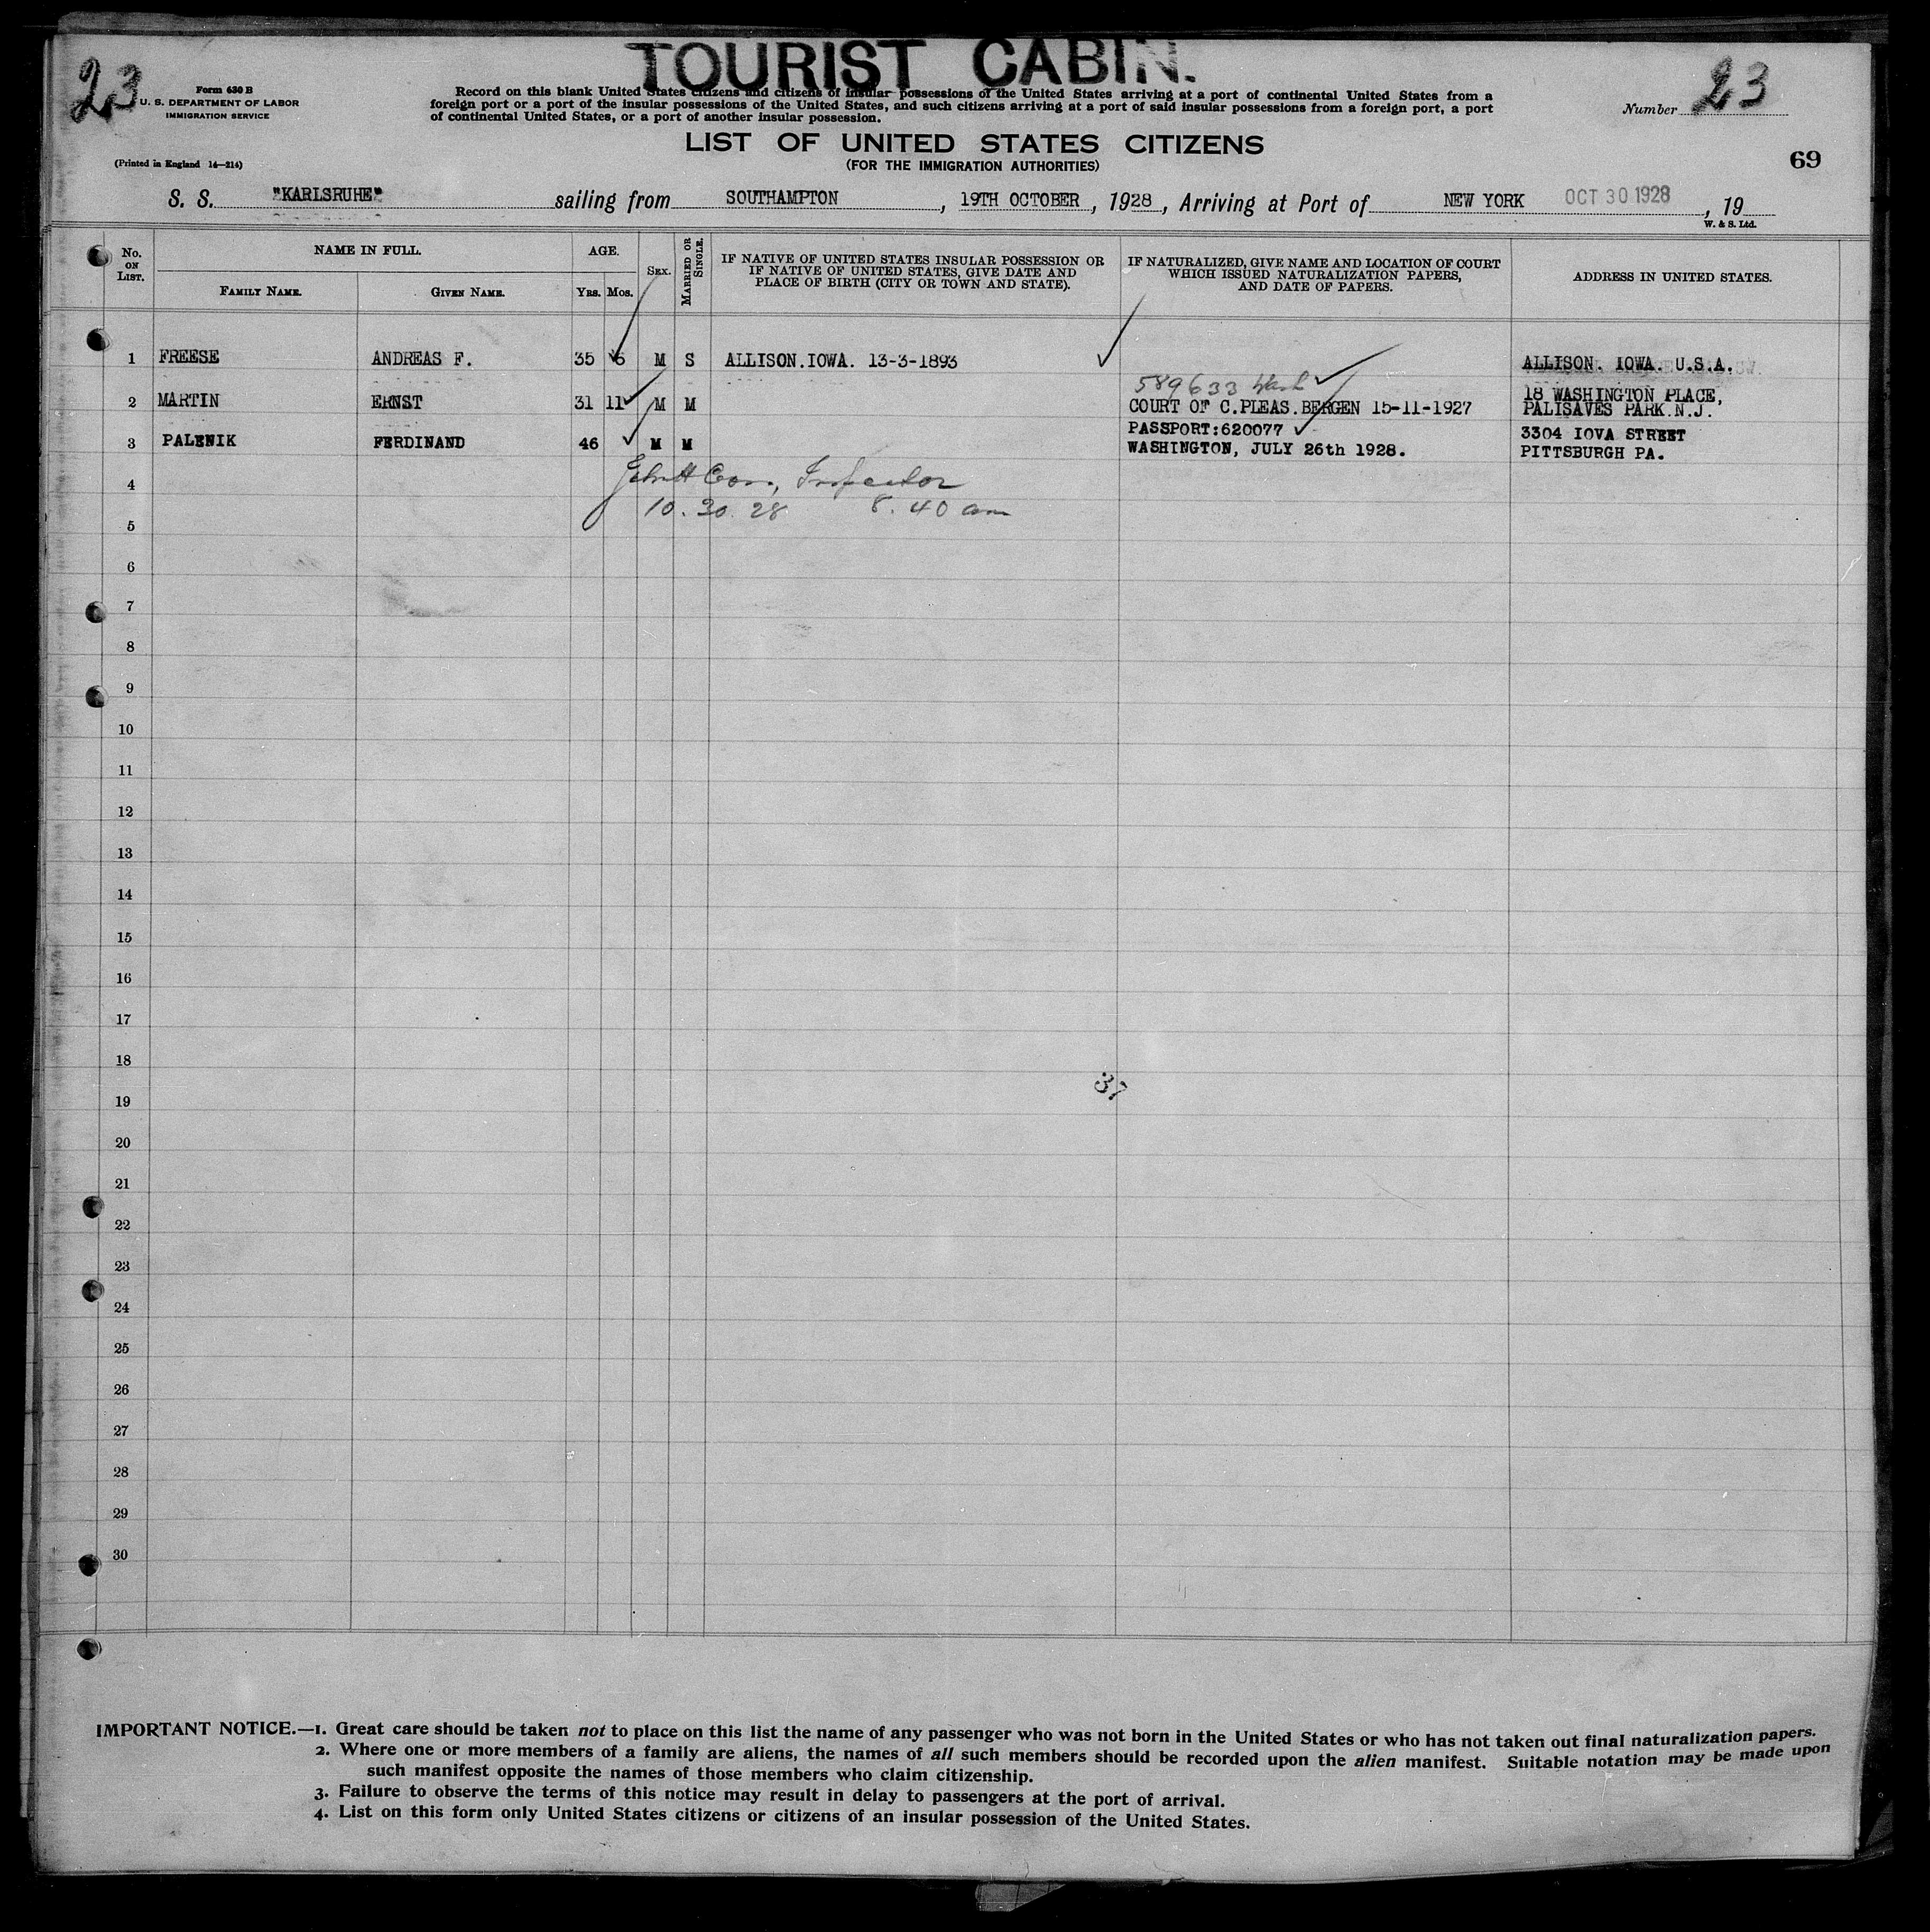 TOURIST CABIN.
23
Form 630 B
U. S. DEPARTMENT OF LABOR
IMMIGRATION SERVICE
(Printed in England 14—214)
Record on this blank United States citizens and citizens of insular possessions of the United States arriving at a port of continental United States from a
foreign port or a port of the insular possessions of the United States, and such citizens arriving at a port of said insular possessions from a foreign port, a port
of continental United States, or a port of another insular possession.
Number 23
LIST OF UNITED STATES CITIZENS
(FOR THE IMMIGRATION AUTHORITIES)
69
S. S. "KARLSRUHE" sailing from SOUTHAMPTON, 19TH OCTOBER, 1928, Arriving at Port of NEW YORK OCT 30 1928, 19
W. & S. Ltd.
No. ON LIST. NAME IN FULL. AGE. SEX. MARRIED OR SINGLE. IF NATIVE OF UNITED STATES INSULAR POSSESSION OR IF NATIVE OF UNITED STATES, GIVE DATE AND PLACE OF BIRTH (CITY OR TOWN AND STATE). IF NATURALIZED, GIVE NAME AND LOCATION OF COURT WHICH ISSUED NATURALIZATION PAPERS, AND DATE OF PAPERS. ADDRESS IN UNITED STATES.
FAMILY NAME. GIVEN NAME. Yrs. Mos.
1 FREESE ANDREAS F. 35 6 M S ALLISON.IOWA. 13-3-1893 ALLISON. IOWA. U.S.A.
589633 Wash
2 MARTIN ERNST 31 11 M M COURT OF C.PLEAS.BERGEN 15-11-1927 18 WASHINGTON PLACE,
PALISAVES PARK.N.J.
3 PALENIK FERDINAND 46 M M PASSPORT:620077 3304 IOVA STREET
WASHINGTON, JULY 26th 1928. PITTSBURGH PA.
4 Inspector
10. 30. 28 8. 40 am
5
6
7
8
9
10
11
12
13
14
15
16
17
18
37
19
20
21
22
23
24
25
26
27
28
29
30
IMPORTANT NOTICE.—1. Great care should be taken not to place on this list the name of any passenger who was not born in the United States or who has not taken out final naturalization papers.
2. Where one or more members of a family are aliens, the names of all such members should be recorded upon the alien manifest. Suitable notation may be made upon
such manifest opposite the names of those members who claim citizenship.
3. Failure to observe the terms of this notice may result in delay to passengers at the port of arrival.
4. List on this form only United States citizens or citizens of an insular possession of the United States.